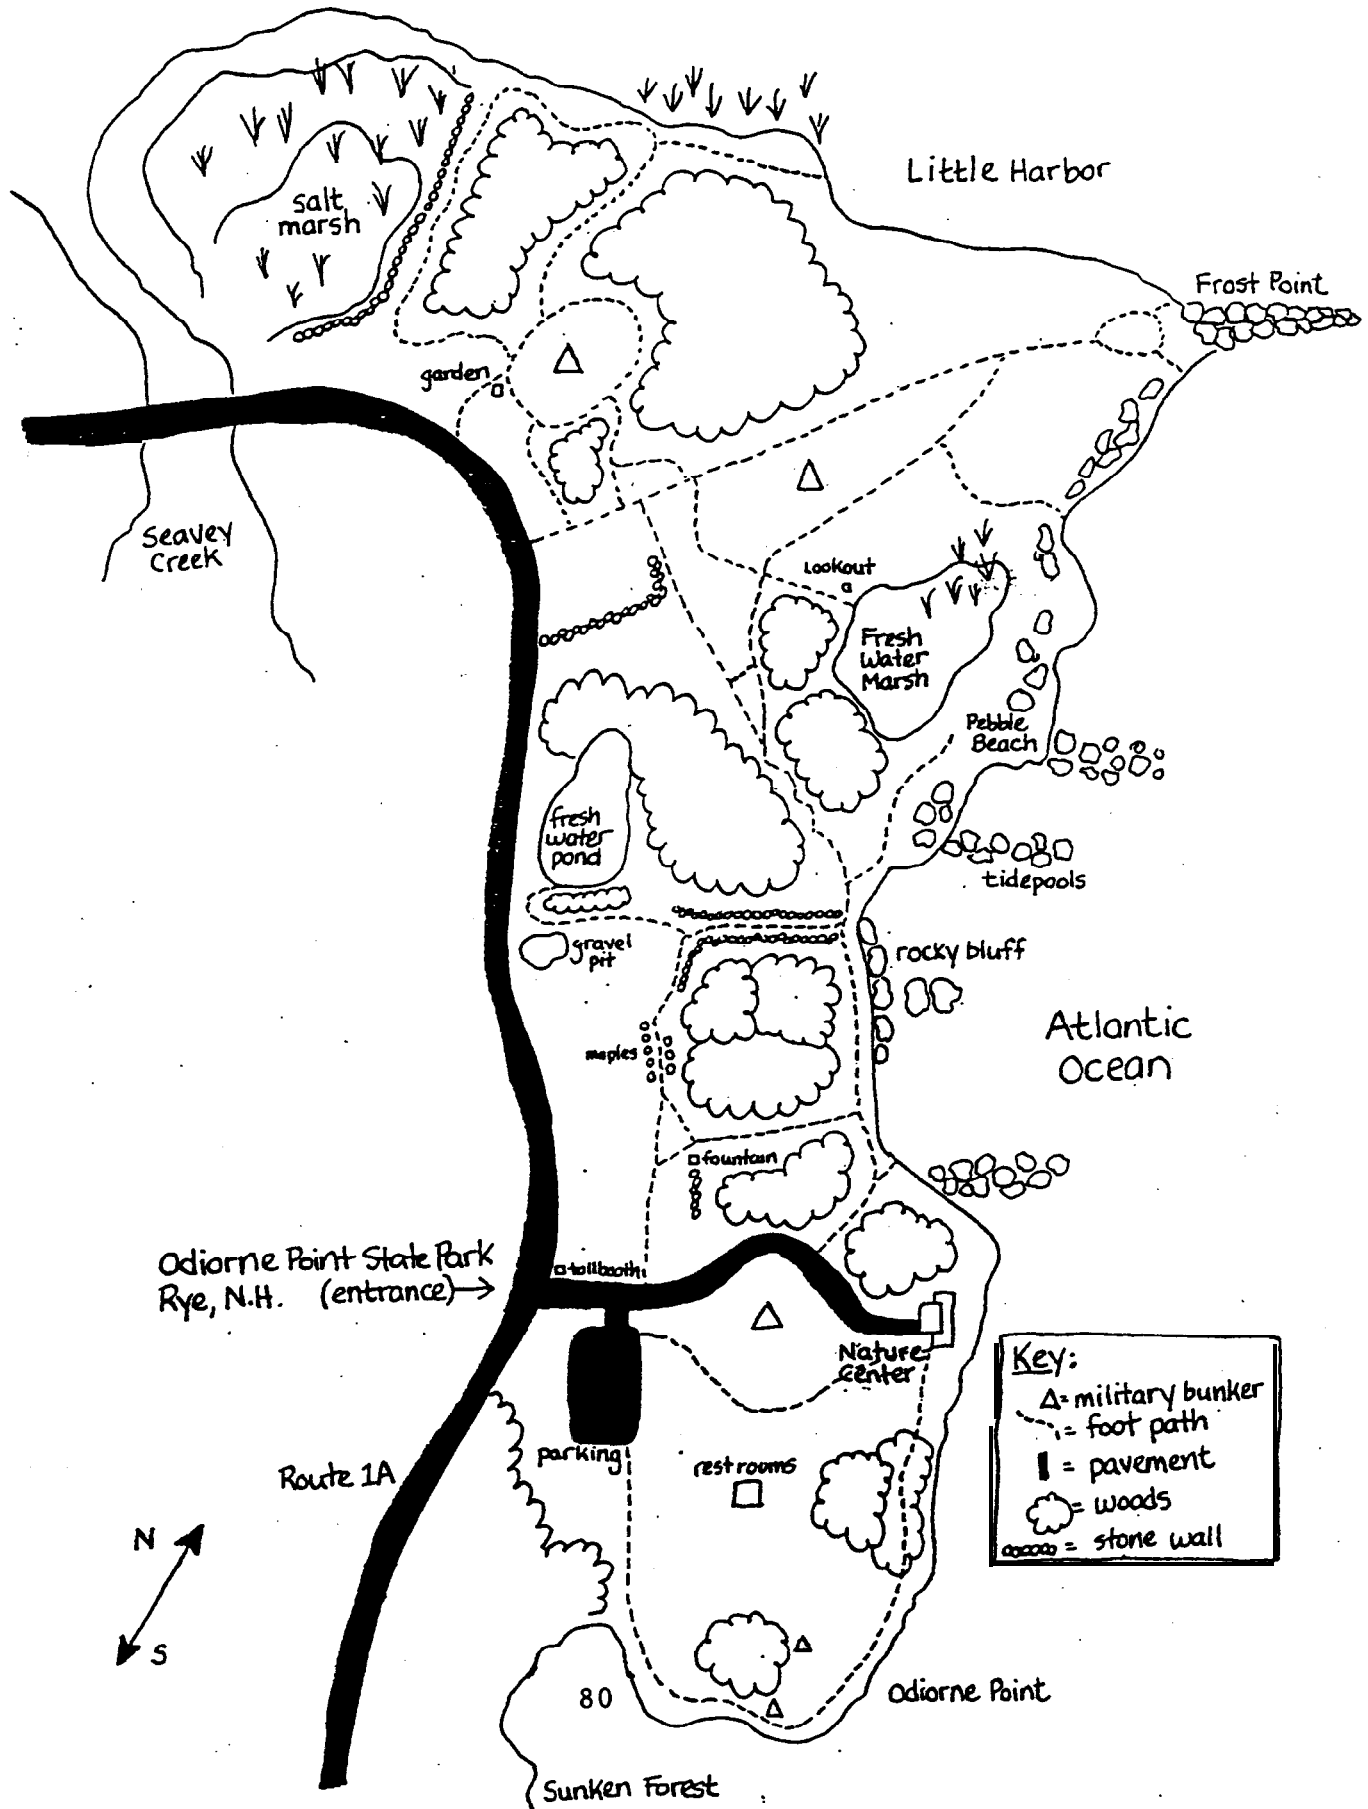 Little Harbor
Frost Point
salt
marsh
garden
Seavey
Creek
Lookout
Fresh
Water
Marsh
Pebble
Beach
fresh
water
pond
tidepools
gravel
pit
rocky bluff
Atlantic
Ocean
maples
fountain
Odiorne Point State Park
Rye, N.H. (entrance)
tollbooth
Nature
Center
Key:
= military bunker
= foot path
= pavement
= woods
= stone wall
parking
rest rooms
Route 1A
N
S
80
Odiorne Point
Sunken Forest